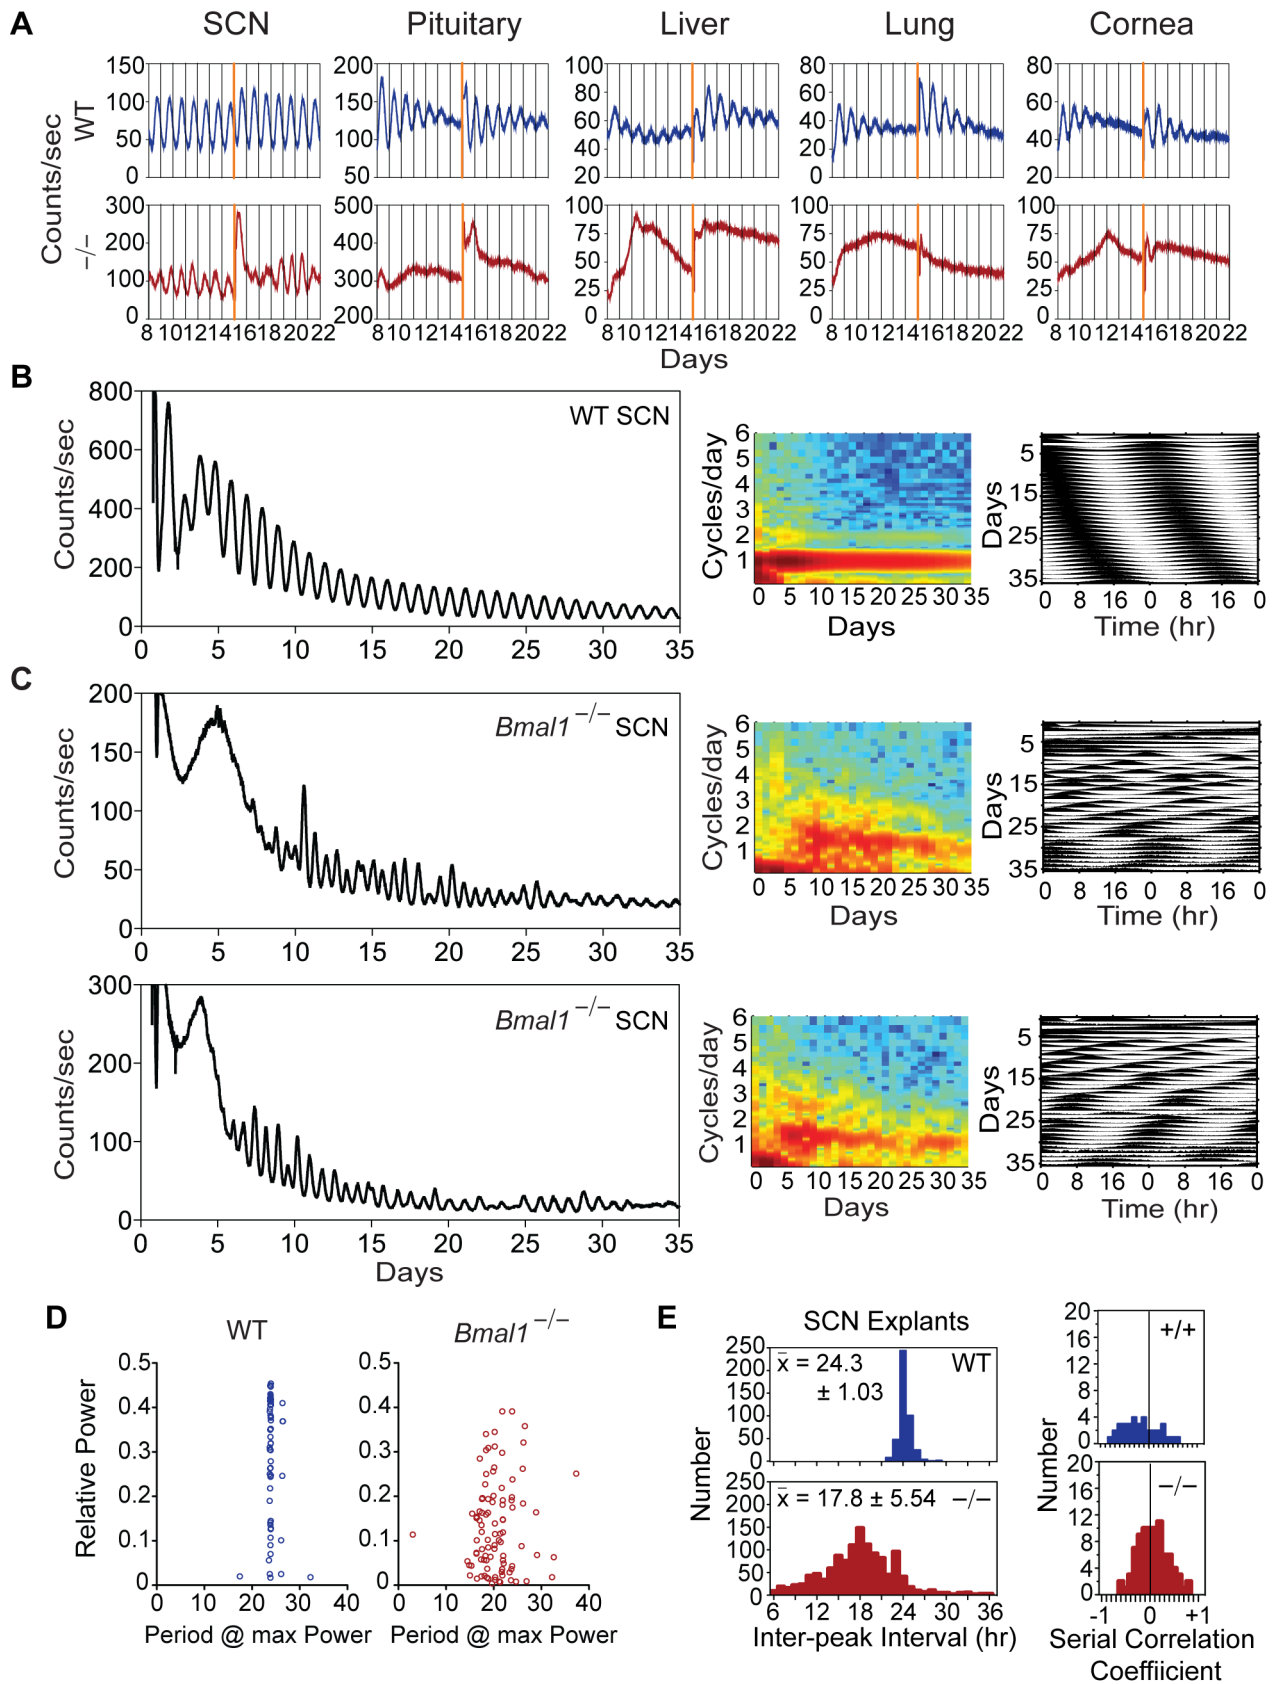 A
SCN Pituitary Liver Lung Cornea
Counts/sec
WT
150 100 50 0
200 150 100 50
100 80 60 40 20
80 60 40 20 0
80 60 40 20
−/−
300 200 100 0
500 400 300 200
100 75 50 25 0
100 75 50 25 0
100 75 50 25 0
8 10 12 14 16 18 20 22
8 10 12 14 16 18 20 22
8 10 12 14 16 18 20 22
8 10 12 14 16 18 20 22
8 10 12 14 16 18 20 22
Days
B
Counts/sec
800 600 400 200 0
WT SCN
0 5 10 15 20 25 30 35
Cycles/day
6 5 4 3 2 1
0 5 10 15 20 25 30 35
Days
Days
5 15 25 35
0 8 16 0 8 16 0
Time (hr)
C
Counts/sec
200 150 100 50 0
Bmal1 −/− SCN
0 5 10 15 20 25 30 35
Cycles/day
6 5 4 3 2 1
0 5 10 15 20 25 30 35
Days
Days
5 15 25 35
0 8 16 0 8 16 0
Time (hr)
Counts/sec
300 200 100 0
Bmal1 −/− SCN
0 5 10 15 20 25 30 35
Days
Cycles/day
6 5 4 3 2 1
0 5 10 15 20 25 30 35
Days
Days
5 15 25 35
0 8 16 0 8 16 0
Time (hr)
D
WT
Bmal1 −/−
Relative Power
0.5 0.4 0.3 0.2 0.1 0
0 10 20 30 40
Period @ max Power
0.5 0.4 0.3 0.2 0.1 0
0 10 20 30 40
Period @ max Power
E
SCN Explants
Number
250 200 150 100 50 0
x̄ = 24.3
± 1.03
WT
250 200 150 100 50 0
x̄ = 17.8 ± 5.54 −/−
6 12 18 24 30 36
Inter-peak Interval (hr)
Number
20 16 12 8 4 0
+/+
20 16 12 8 4 0
−/−
-1 0 +1
Serial Correlation
Coeffiicient